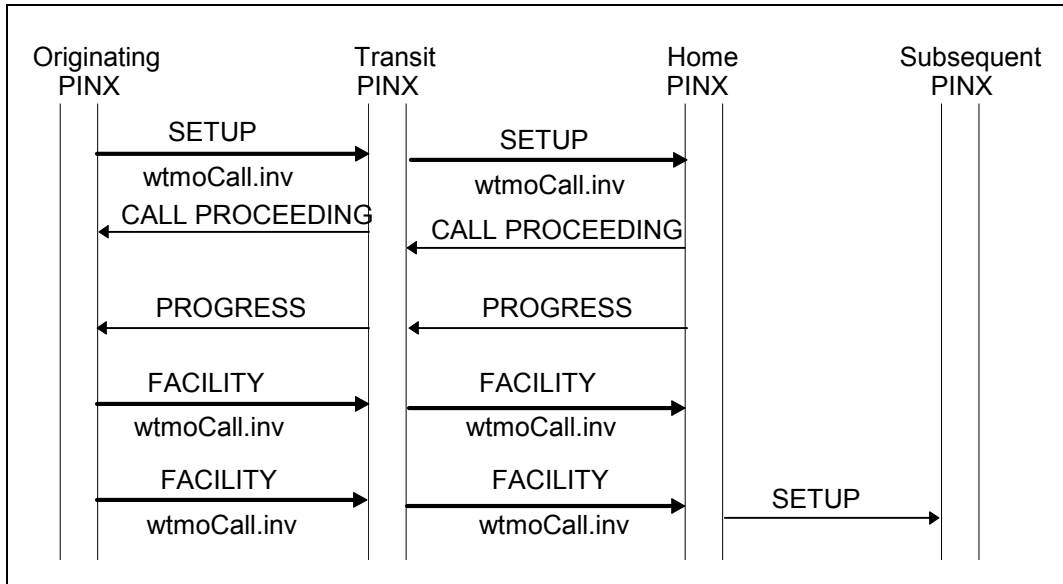 Originating PINX
Transit PINX
Home PINX
Subsequent PINX
SETUP
wtmoCall.inv
SETUP
wtmoCall.inv
CALL PROCEEDING
CALL PROCEEDING
PROGRESS
PROGRESS
FACILITY
wtmoCall.inv
FACILITY
wtmoCall.inv
FACILITY
wtmoCall.inv
FACILITY
wtmoCall.inv
SETUP